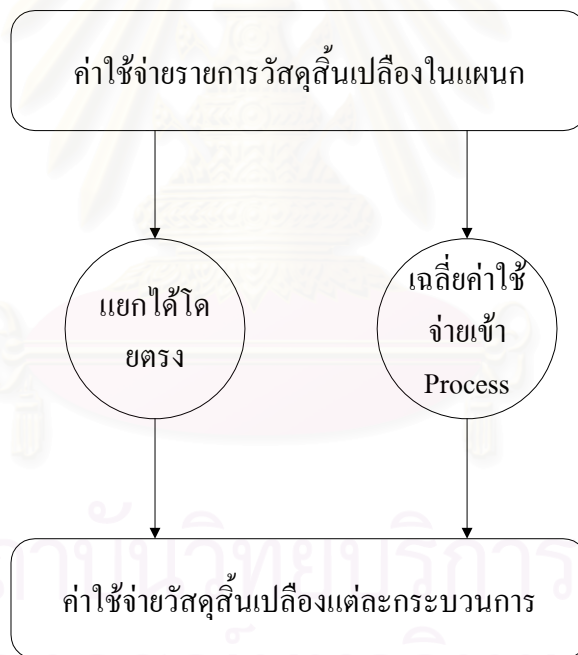 ค่าใช้จ่ายรายการวัสดุสิ้นเปลืองในแผนก
แยกได้โด
ยตรง
เฉลี่ยค่าใช้
จ่ายเข้า
Process
ค่าใช้จ่ายวัสดุสิ้นเปลืองแต่ละกระบวนการ